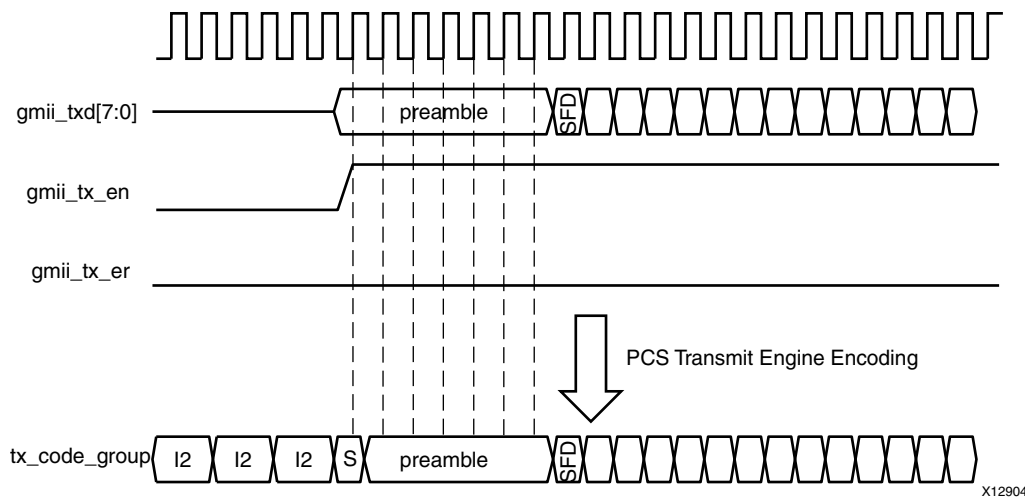 gmii_txd[7:0]
preamble
SFD
gmii_tx_en
gmii_tx_er
PCS Transmit Engine Encoding
tx_code_group
I2
I2
I2
S
preamble
SFD
X12904